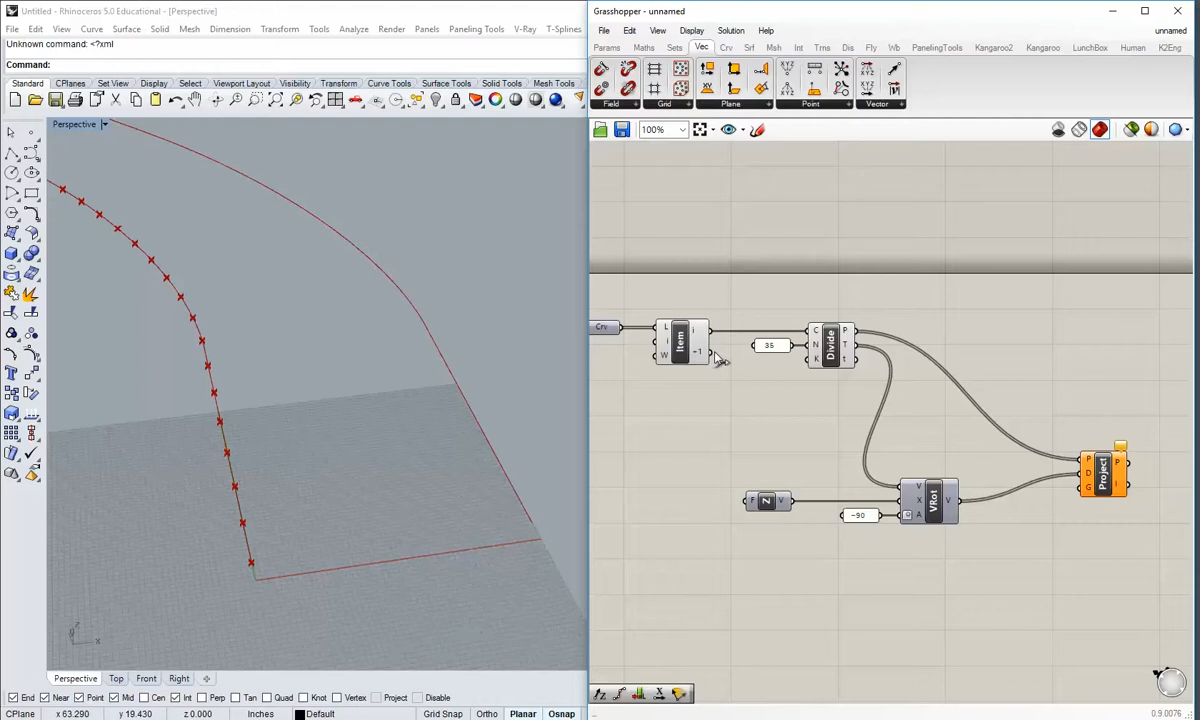 Untitled - Rhinoceros 5.0 Educational - [Perspective]
File Edit View Curve Surface Solid Mesh Dimension Transform Tools Analyze Render Panels V-Ray T-Splines
Unknown command: <?xml
Command:
Standard CPlanes Set View Display Select Viewport Layout Visibility Transform Curve Tools Surface Tools Solid Tools Mesh Tools
Perspective
z
x
Perspective Top Front Right
End Near Point Mid Cen Int Perp Tan Quad Knot Vertex Project Disable
CPlane x 63.290 y 19.430 z 0.000 Inches Default Grid Snap Ortho Planar Osnap
Grasshopper - unnamed
File Edit View Display Solution Help unnamed
Params Maths Sets Vec Crv Srf Msh Int Trns Dis Fly Wb PanelingTools Kangaroo2 Kangaroo LunchBox Human K2Eng
Field Grid Plane Point Vector
100%
Crv
L i W Item i +1
35
C N K Divide P T t
Z
F V
-90
V X A VRot V
P D G Project P I
0.9.0076